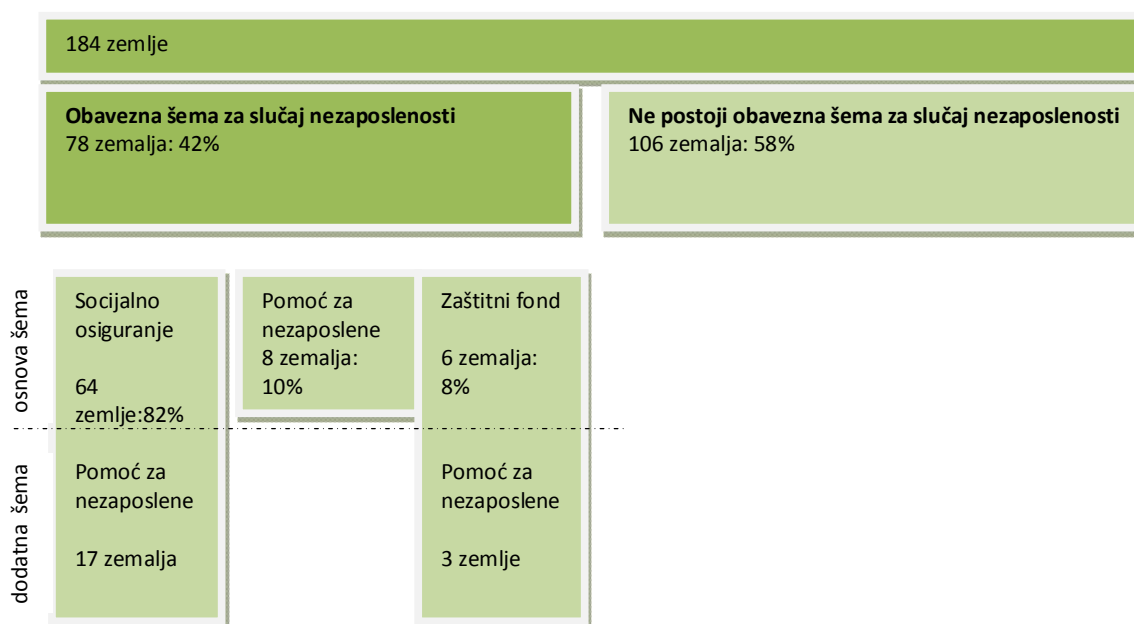 184 zemlje
Obavezna šema za slučaj nezaposlenosti
78 zemalja: 42%
Ne postoji obavezna šema za slučaj nezaposlenosti
106 zemalja: 58%
osnova šema
Socijalno
osiguranje
64
zemlje:82%
Pomoć za
nezaposlene
8 zemalja:
10%
Zaštitni fond
6 zemalja:
8%
dodatna šema
Pomoć za
nezaposlene
17 zemalja
Pomoć za
nezaposlene
3 zemlje